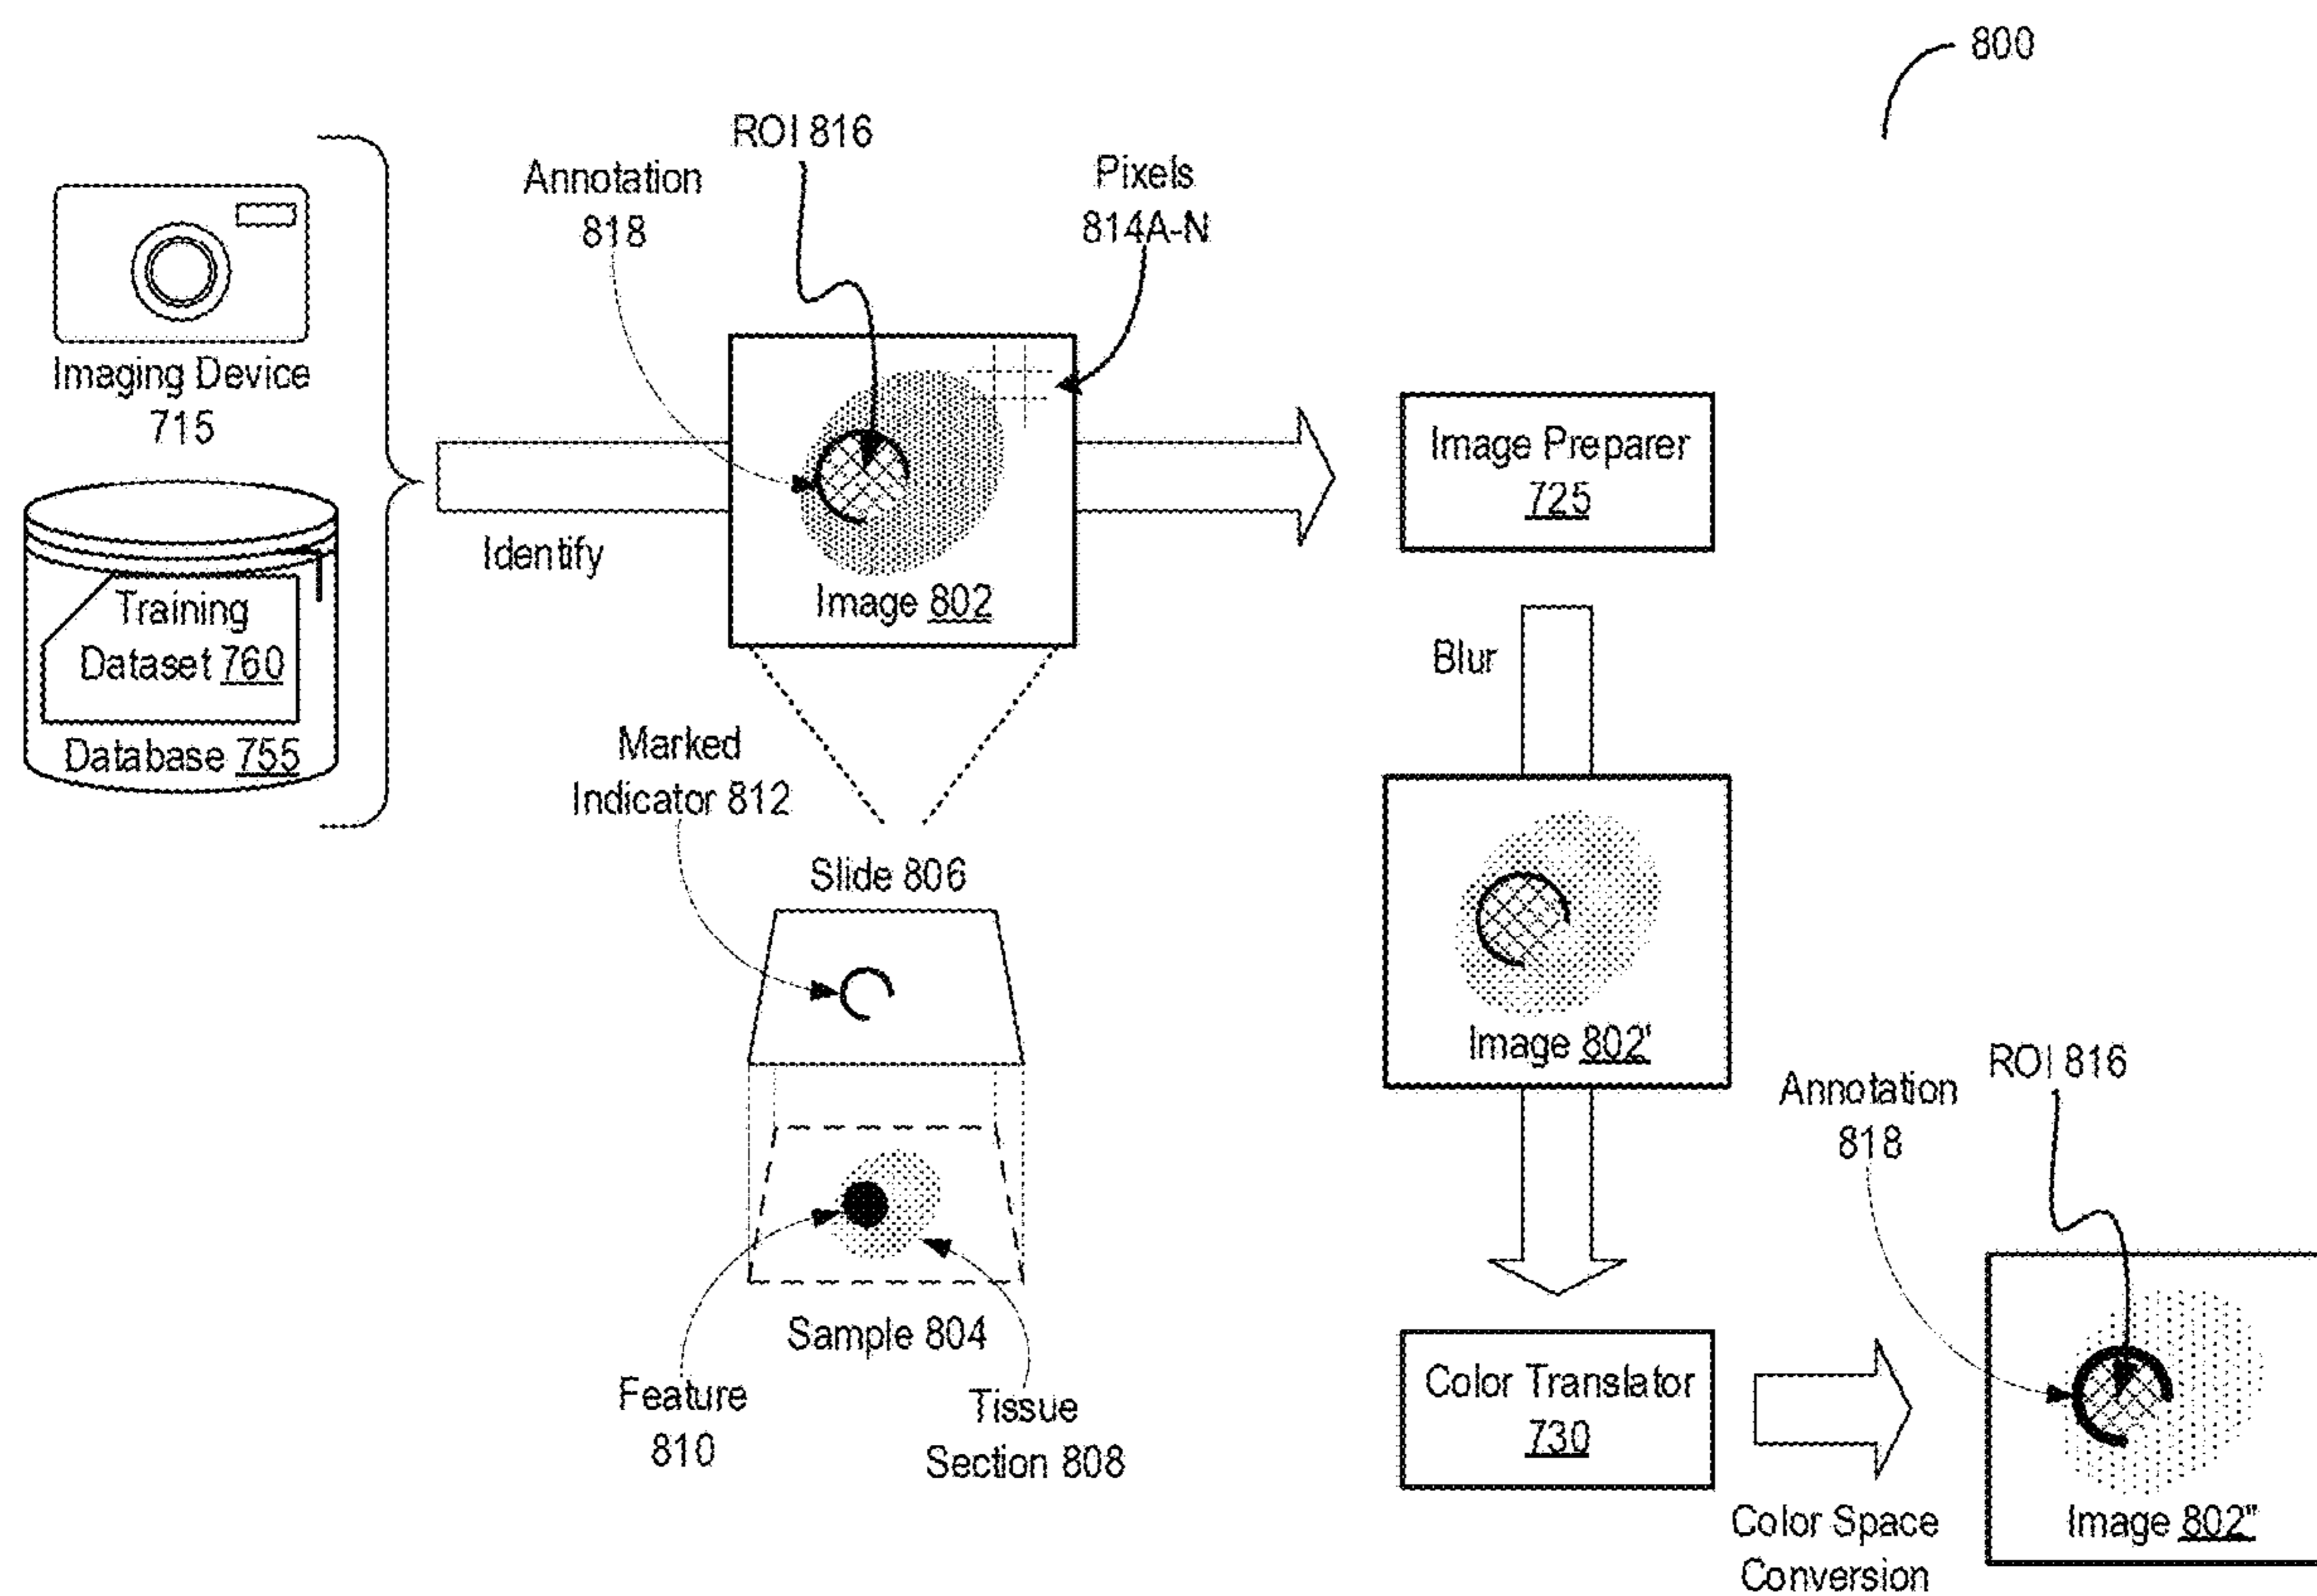 800
ROI 816
Annotation
818
Pixels
814A-N
Imaging Device
715
Identify
Image 802
Image Preparer
725
Training
Dataset 760
Database 755
Blur
Marked
Indicator 812
Slide 806
Image 802'
Sample 804
Feature
810
Tissue
Section 808
ROI 816
Annotation
818
Color Translator
730
Color Space
Conversion
Image 802"